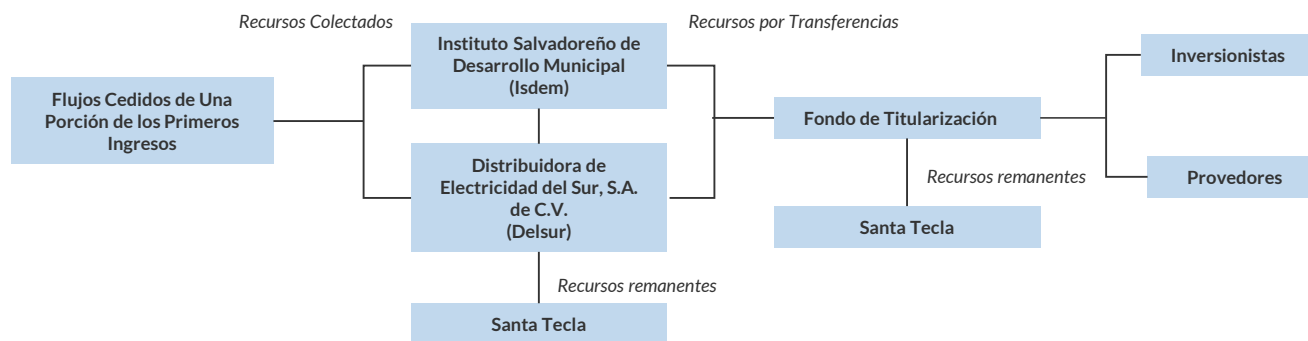 Recursos Colectados
Recursos por Transferencias
Instituto Salvadoreño de
Desarrollo Municipal
(Isdem)
Inversionistas
Flujos Cedidos de Una
Porción de los Primeros
Ingresos
Fondo de Titularización
Distribuidora de
Electricidad del Sur, S.A.
de C.V.
(Delsur)
Recursos remanentes
Provedores
Santa Tecla
Recursos remanentes
Santa Tecla